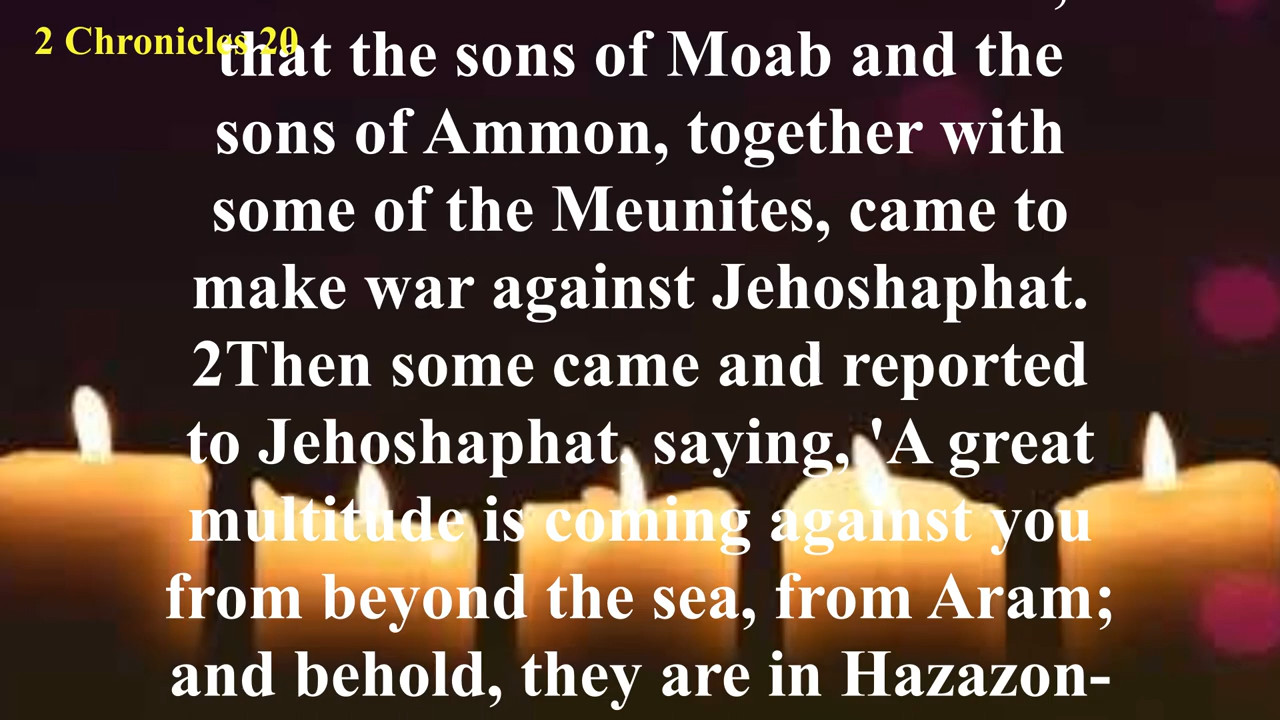 2 Chronicles 20
that the sons of Moab and the
sons of Ammon, together with
some of the Meunites, came to
make war against Jehoshaphat.
2Then some came and reported
to Jehoshaphat, saying, 'A great
multitude is coming against you
from beyond the sea, from Aram;
and behold, they are in Hazazon-